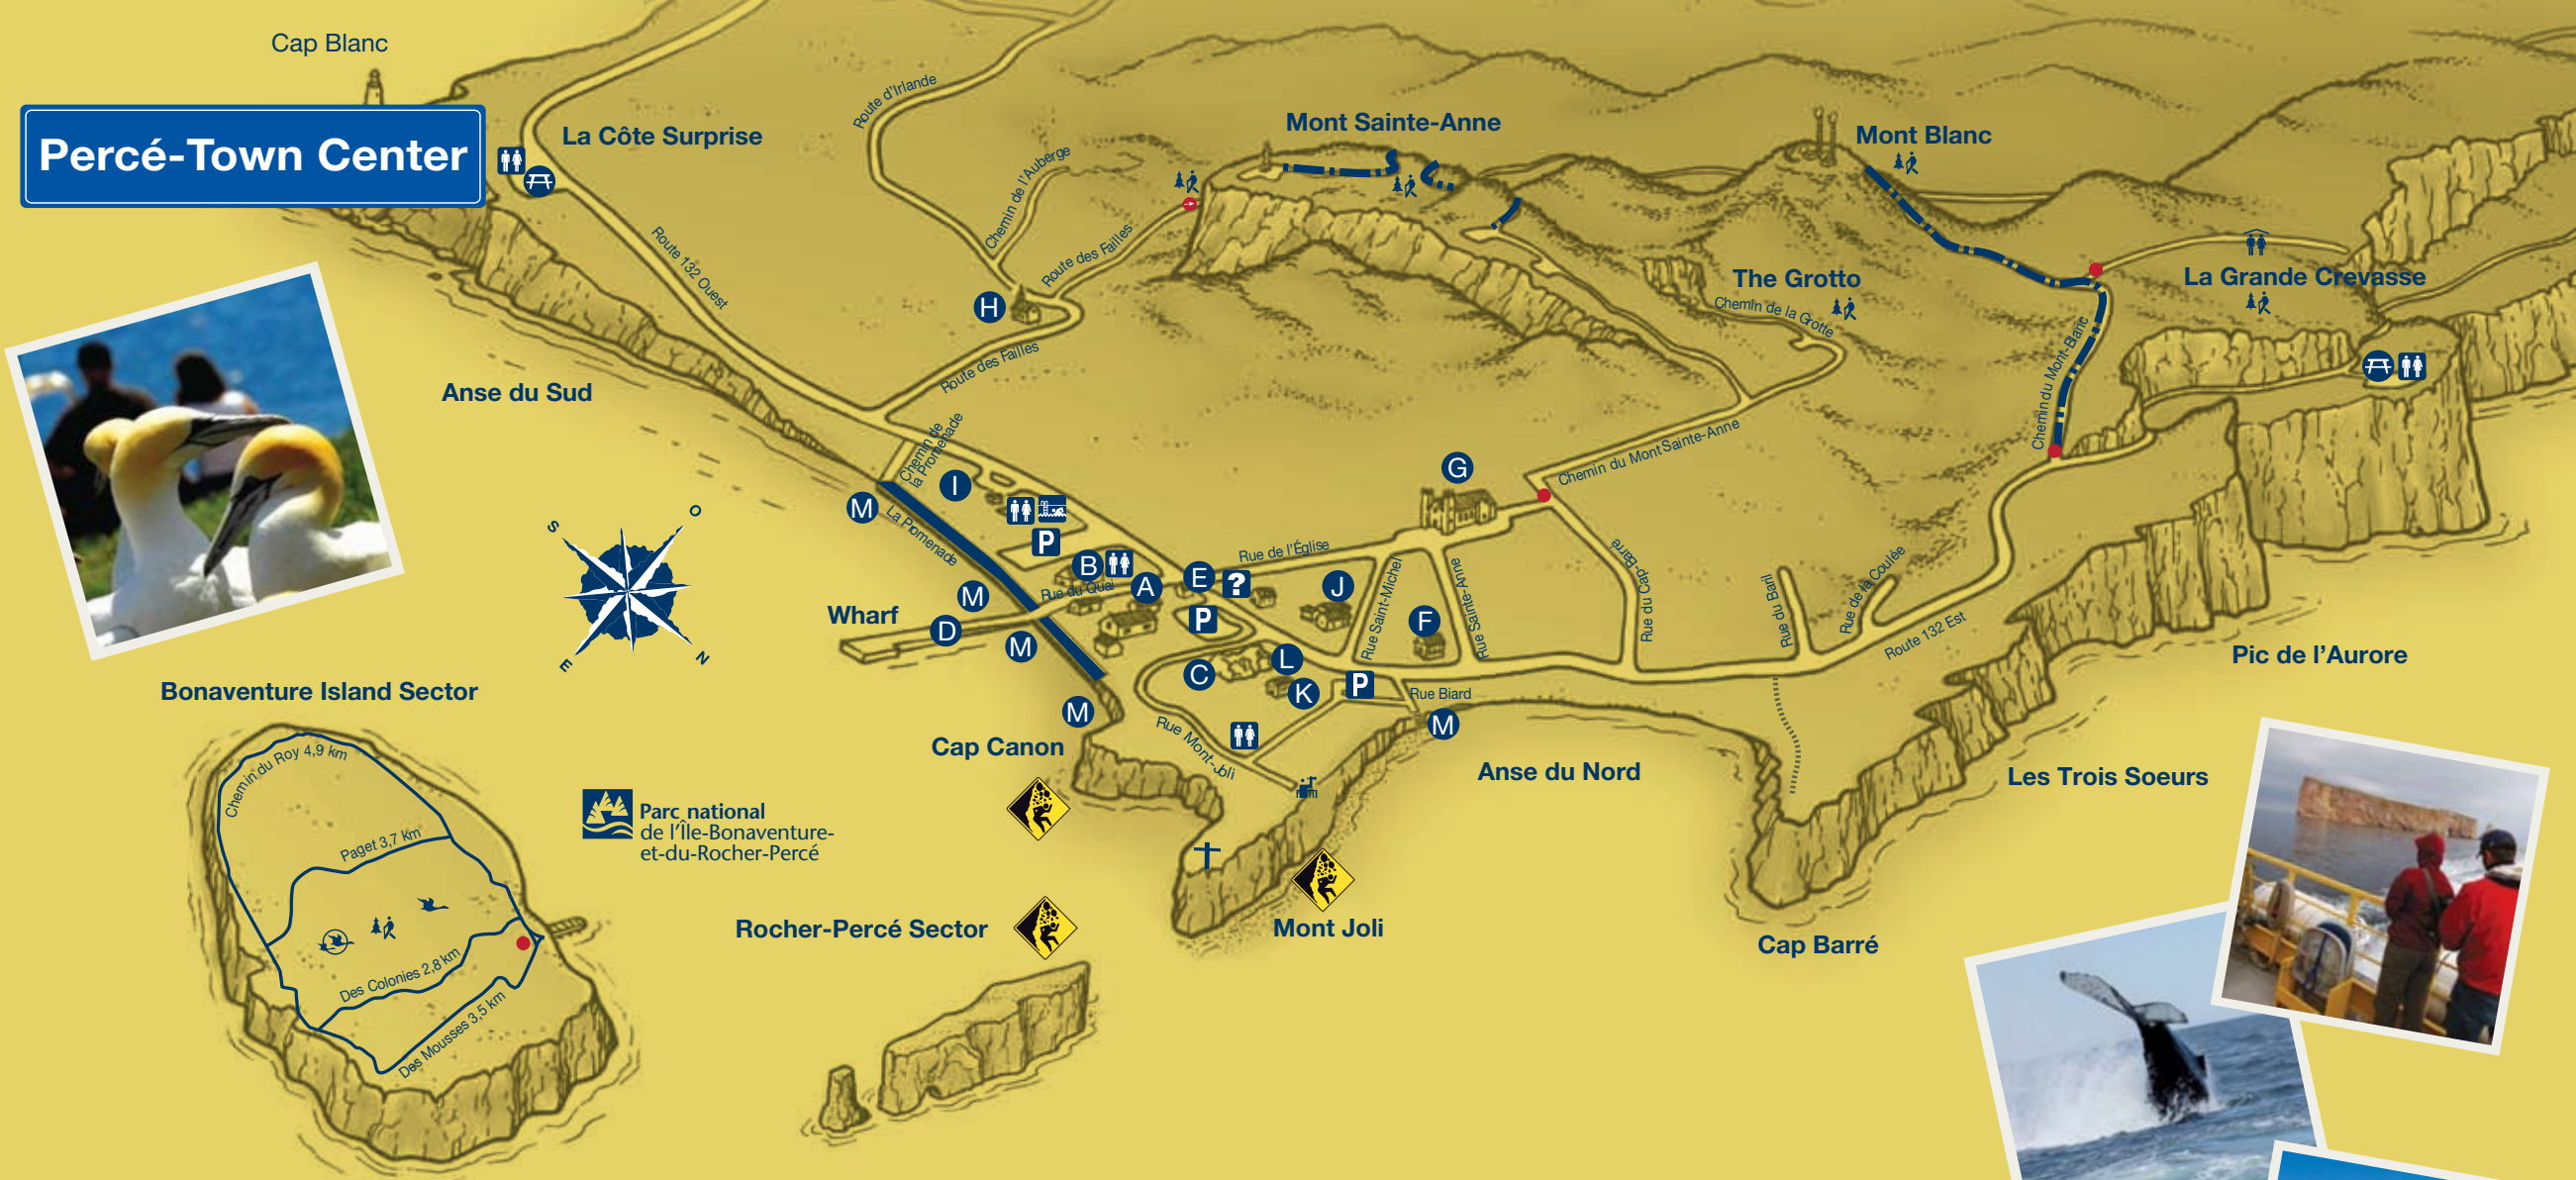 Cap Blanc
Percé-Town Center
La Côte Surprise
Route d'Irlande
Chemin de l'Auberge
Route des Failles
Mont Sainte-Anne
Mont Blanc
Route 132 Ouest
H
Route des Failles
The Grotto
Chemin de la Grotte
La Grande Crevasse
Chemin du Mont-Blanc
Anse du Sud
Chemin de
la Promenade
I
M
La Promenade
P
G
Chemin du Mont Sainte-Anne
S
O
E
N
B
A
E
?
Rue de l'Église
Rue du Quai
M
Wharf
D
M
P
J
Rue Saint-Michel
F
Rue Sainte-Anne
Rue du Cap-Barré
Rue du Baril
Rue de la Coulée
Route 132 Est
Pic de l'Aurore
C
L
K
P
Rue Biard
M
M
Rue Mont-Joli
Cap Canon
Anse du Nord
Les Trois Soeurs
Bonaventure Island Sector
Chemin du Roy 4,9 km
Paget 3,7 km
Des Colonies 2,8 km
Des Mousses 3,5 km
Parc national
de l'Île-Bonaventure-
et-du-Rocher-Percé
Rocher-Percé Sector
Mont Joli
Cap Barré